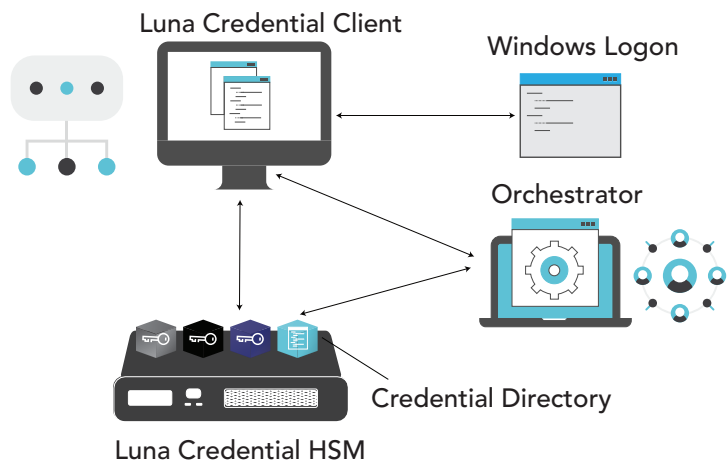 Luna Credential Client
Windows Logon
Orchestrator
Credential Directory
Luna Credential HSM